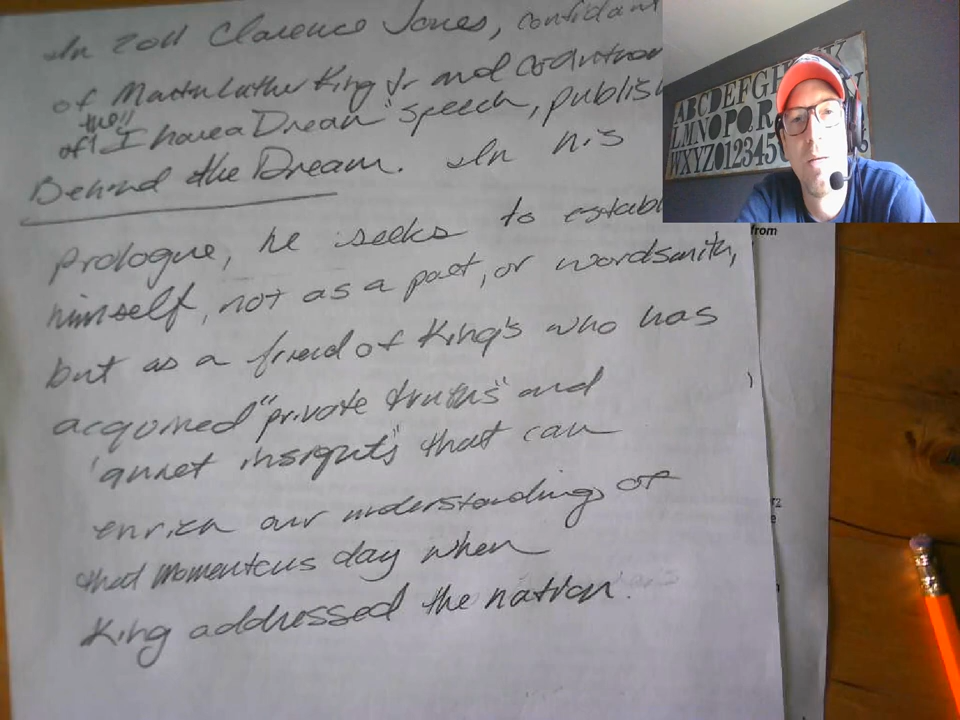 In 2011 Clarence Jones, confidant
of Martin Luther King Jr and coauthor
of the "I have a Dream" speech, publish
Behind the Dream. In his
prologue, he seeks to establ
himself, not as a poet, or wordsmith,
but as a friend of King's who has
acquired "private truths" and
'quiet insights' that can
enrich our understanding of
that momentous day when
King addressed the nation.
from
ABCDEFGH K
LMNOPQR
WXYZ012345